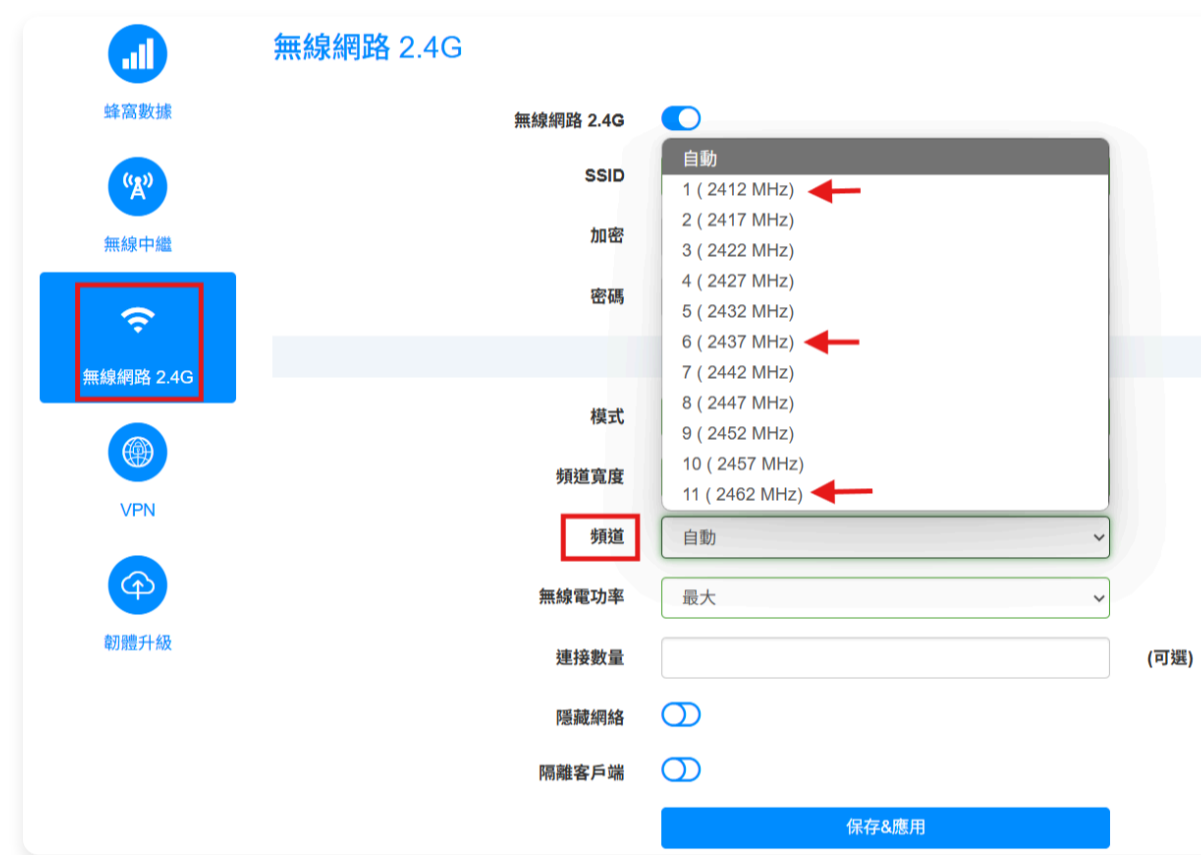 蜂窩數據
無線中繼
無線網路 2.4G
VPN
韌體升級
無線網路 2.4G
無線網路 2.4G
SSID
加密
密碼
自動
1 ( 2412 MHz)
2 ( 2417 MHz)
3 ( 2422 MHz)
4 ( 2427 MHz)
5 ( 2432 MHz)
6 ( 2437 MHz)
7 ( 2442 MHz)
8 ( 2447 MHz)
9 ( 2452 MHz)
10 ( 2457 MHz)
11 ( 2462 MHz)
模式
頻道寬度
頻道 自動
無線電功率 最大
連接數量 (可選)
隱藏網絡
隔離客戶端
保存&應用